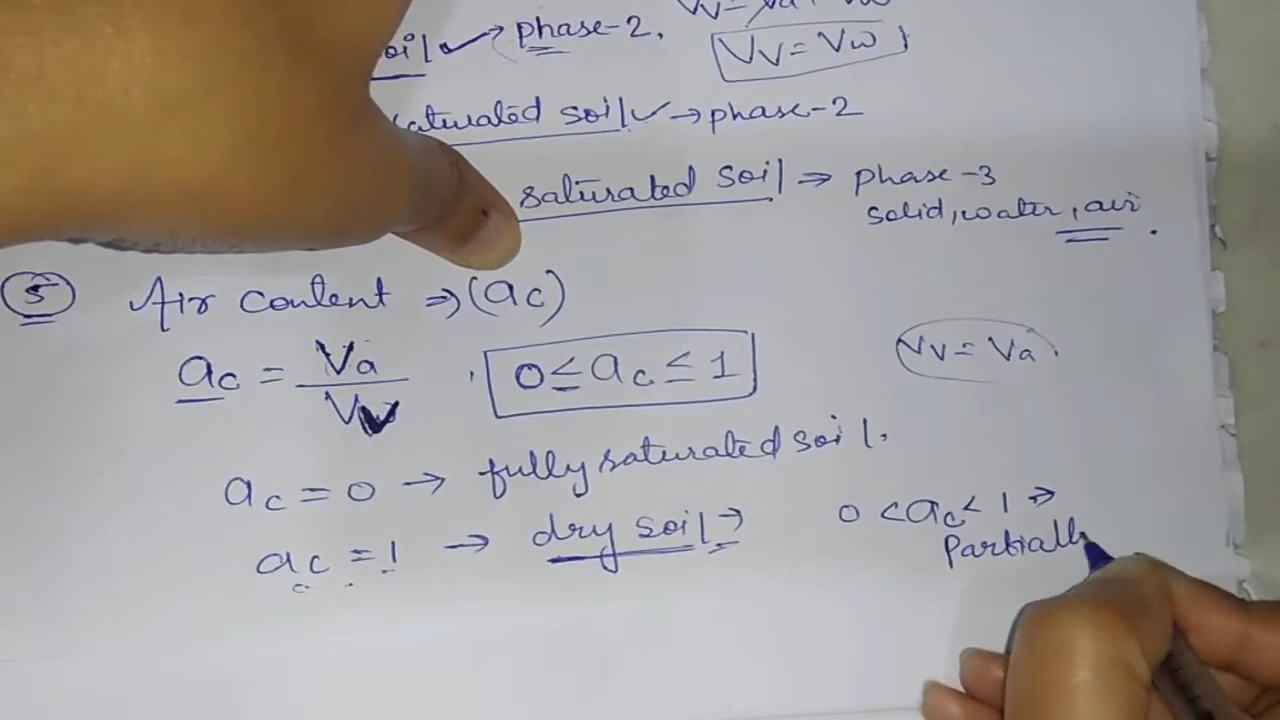 phase-2.
Vv = Vw
saturated soil → phase-2
saturated soil ⇒ phase-3
solid, water, air.
5 Air content ⇒ (ac)
ac = Va / Vv . 0 ≤ ac ≤ 1
Vv = Va.
ac = 0 → fully saturated soil.
ac = 1 → dry soil →
0 < ac < 1 ⇒
Partially